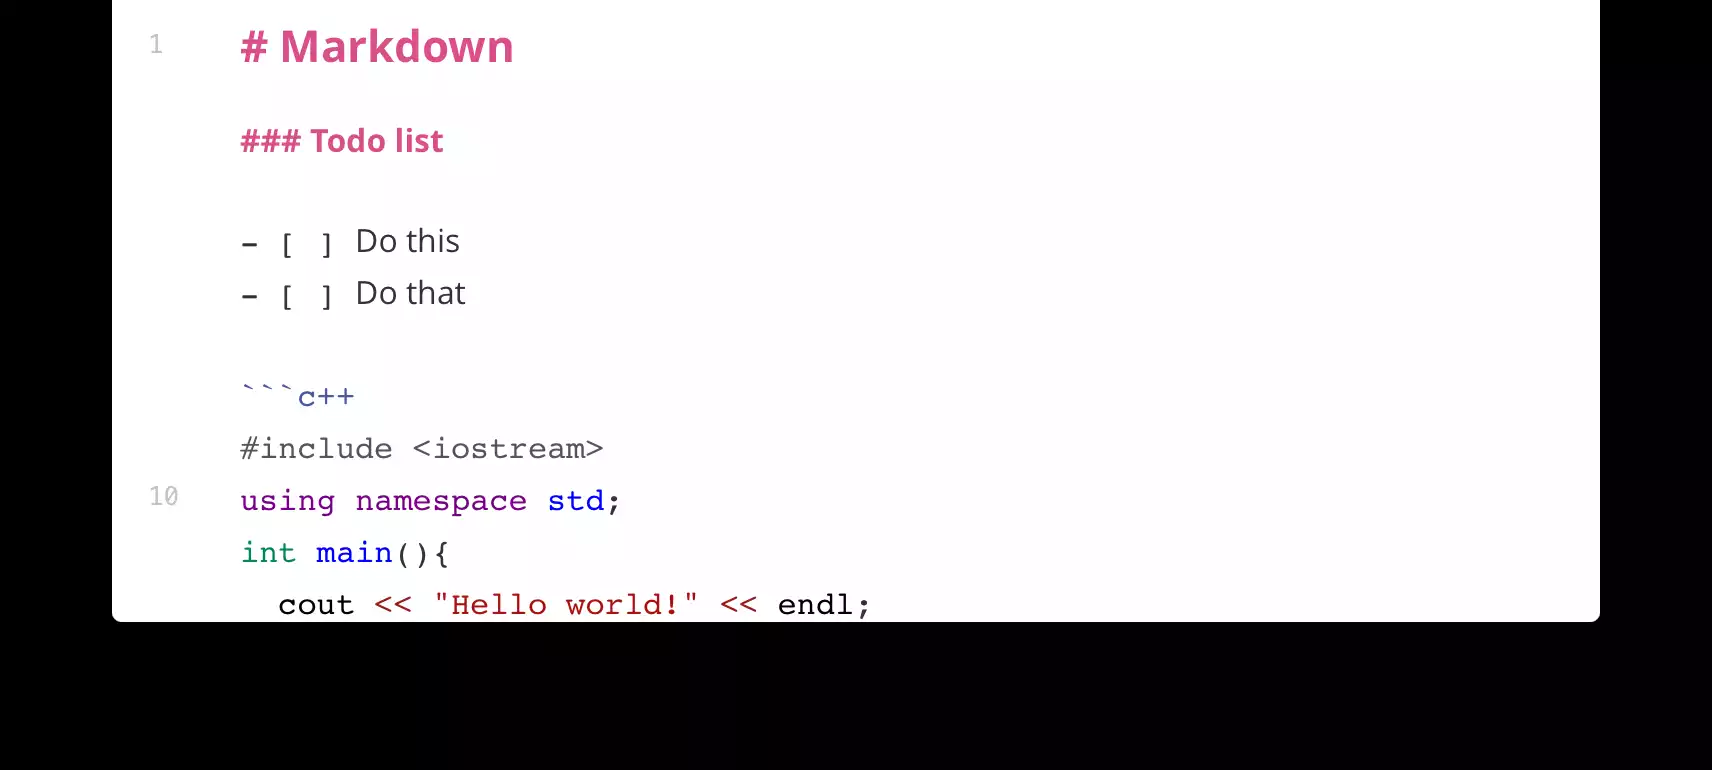 1 # Markdown
### Todo list
- [ ] Do this
- [ ] Do that
```c++
#include <iostream>
10 using namespace std;
int main(){
  cout << "Hello world!" << endl;